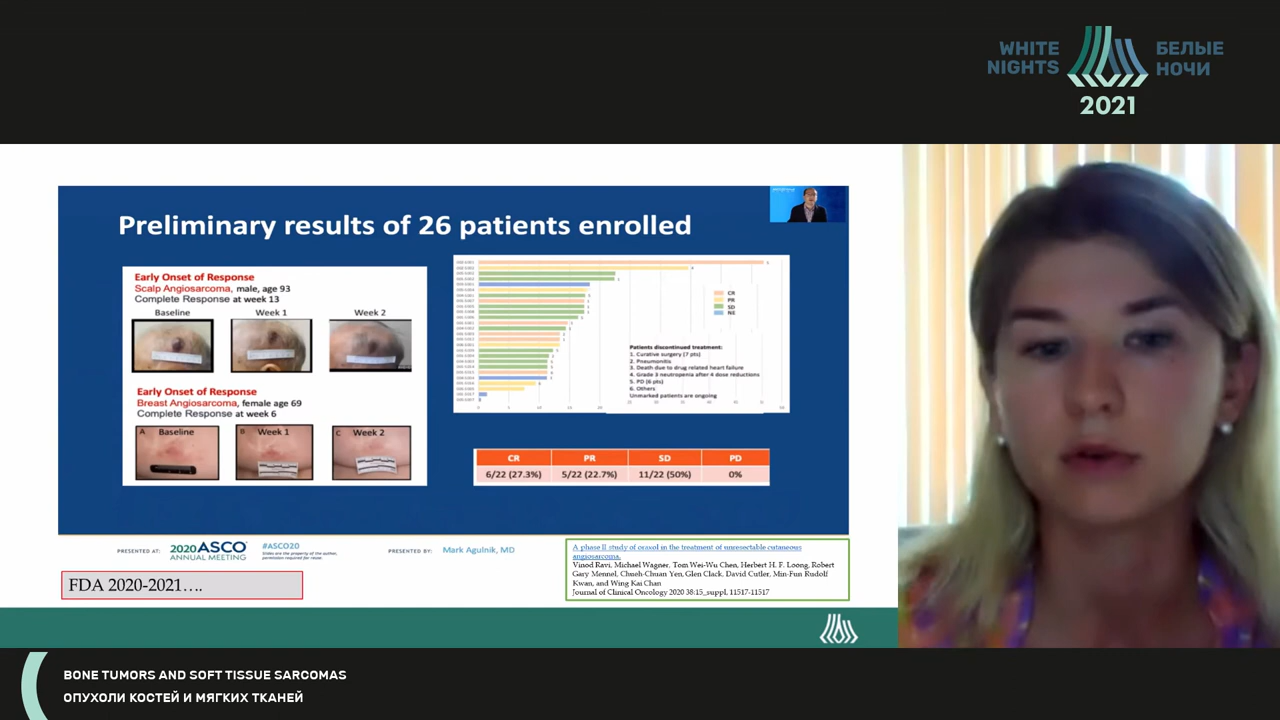 WHITE NIGHTS
БЕЛЫЕ НОЧИ
2021
Preliminary results of 26 patients enrolled
Early Onset of Response
Scalp Angiosarcoma, male, age 93
Complete Response at week 13
Baseline
Week 1
Week 2
Early Onset of Response
Breast Angiosarcoma, female age 69
Complete Response at week 6
A Baseline
B Week 1
C Week 2
CR
PR
SD
NE
Patients discontinued treatment:
1. Curative surgery (7 pts)
2. Pneumonitis
3. Death due to drug related heart failure
4. Grade 3 neutropenia after 4 dose reductions
5. PD (6 pts)
6. Others
Unmarked patients are ongoing
CR PR SD PD
6/22 (27.3%) 5/22 (22.7%) 11/22 (50%) 0%
PRESENTED AT:
2020 ASCO
ANNUAL MEETING
#ASCO20
Slides are the property of the author,
permission required for reuse.
PRESENTED BY:
Mark Agulnik, MD
A phase II study of oraxol in the treatment of unresectable cutaneous
angiosarcoma.
Vinod Ravi, Michael Wagner, Tom Wei-Wu Chen, Herbert H. F. Loong, Robert
Gary Mennel, Chueh-Chuan Yen, Glen Clack, David Cutler, Min-Fun Rudolf
Kwan, and Wing Kai Chan
Journal of Clinical Oncology 2020 38:15_suppl, 11517-11517
FDA 2020-2021....
BONE TUMORS AND SOFT TISSUE SARCOMAS
ОПУХОЛИ КОСТЕЙ И МЯГКИХ ТКАНЕЙ